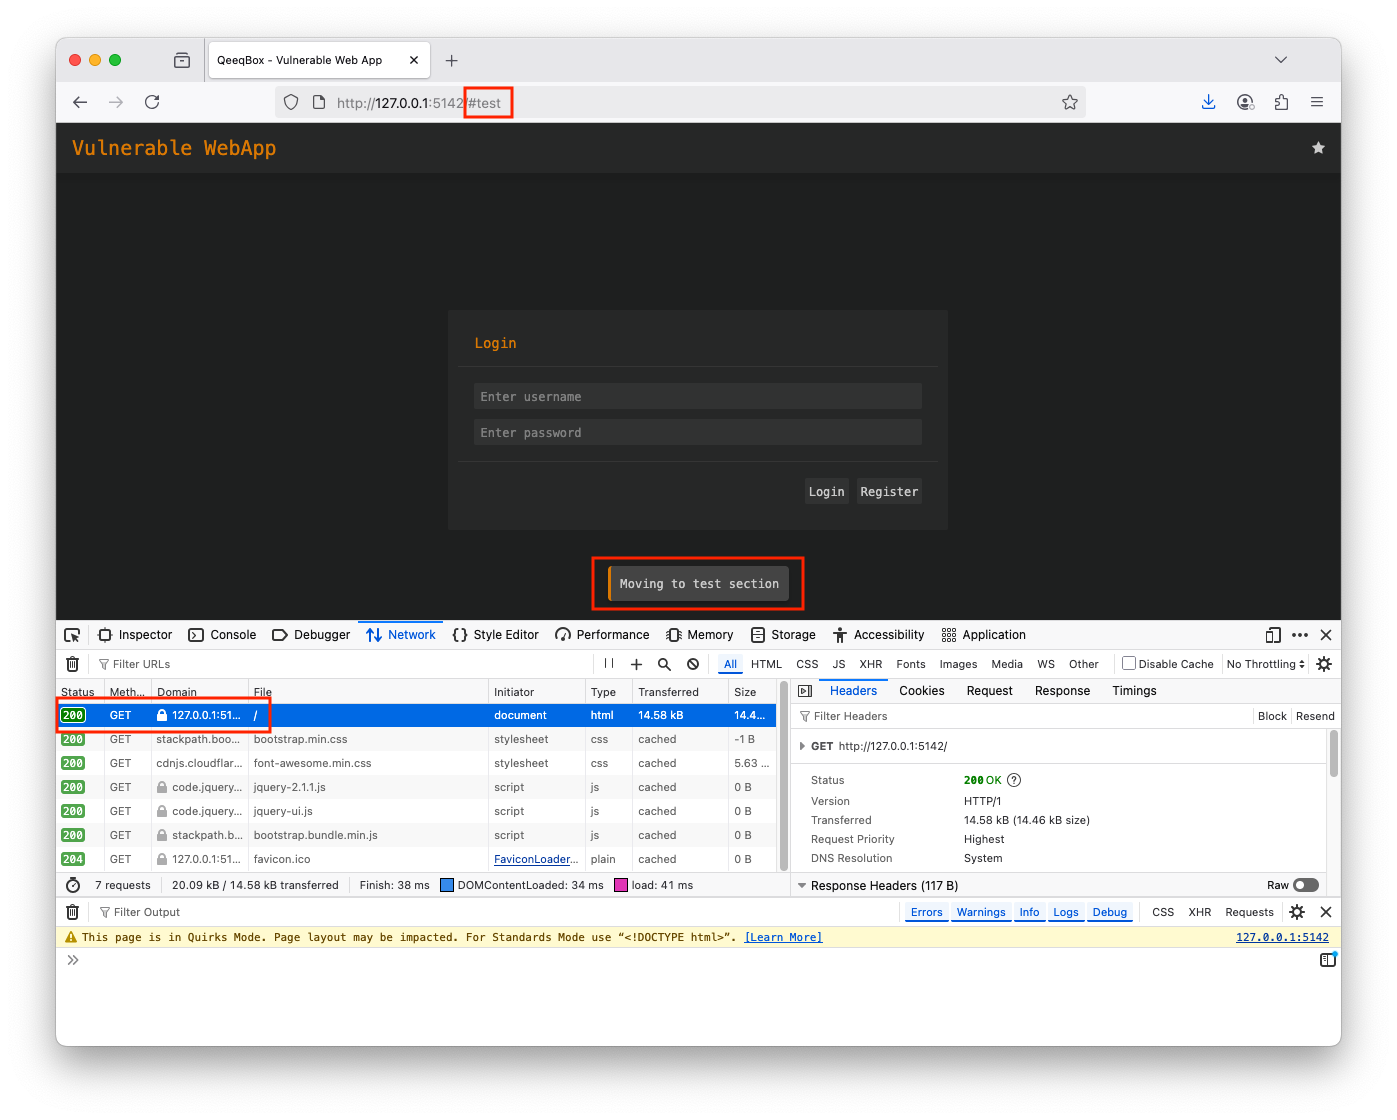 QeeqBox - Vulnerable Web App
http://127.0.0.1:5142/#test
Vulnerable WebApp
Login
Enter username
Enter password
Login Register
Moving to test section
Inspector Console Debugger Network Style Editor Performance Memory Storage Accessibility Application
Filter URLs All HTML CSS JS XHR Fonts Images Media WS Other Disable Cache No Throttling
Status Meth... Domain File Initiator Type Transferred Size
200 GET 127.0.0.1:51... / document html 14.58 kB 14.4...
200 GET stackpath.boo... bootstrap.min.css stylesheet css cached -1 B
200 GET cdnjs.cloudflar... font-awesome.min.css stylesheet css cached 5.63 ...
200 GET code.jquery... jquery-2.1.1.js script js cached 0 B
200 GET code.jquery... jquery-ui.js script js cached 0 B
200 GET stackpath.b... bootstrap.bundle.min.js script js cached 0 B
204 GET 127.0.0.1:51... favicon.ico FaviconLoader... plain cached 0 B
7 requests 20.09 kB / 14.58 kB transferred Finish: 38 ms DOMContentLoaded: 34 ms load: 41 ms
Headers Cookies Request Response Timings
Filter Headers Block Resend
GET http://127.0.0.1:5142/
Status 200 OK ?
Version HTTP/1
Transferred 14.58 kB (14.46 kB size)
Request Priority Highest
DNS Resolution System
Response Headers (117 B) Raw
Filter Output Errors Warnings Info Logs Debug CSS XHR Requests
This page is in Quirks Mode. Page layout may be impacted. For Standards Mode use “<!DOCTYPE html>”. [Learn More] 127.0.0.1:5142